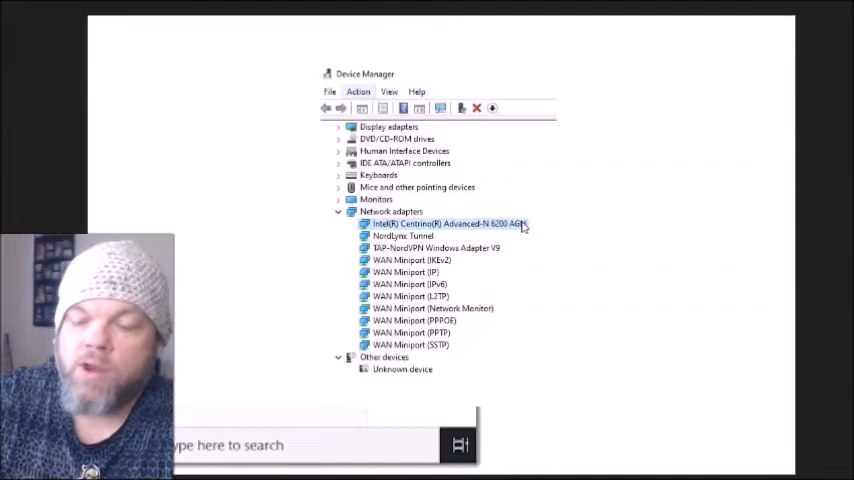 Device Manager
File Action View Help
Display adapters
DVD/CD-ROM drives
Human Interface Devices
IDE ATA/ATAPI controllers
Keyboards
Mice and other pointing devices
Monitors
Network adapters
Intel(R) Centrino(R) Advanced-N 6200 AGN
NordLynx Tunnel
TAP-NordVPN Windows Adapter V9
WAN Miniport (IKEv2)
WAN Miniport (IP)
WAN Miniport (IPv6)
WAN Miniport (L2TP)
WAN Miniport (Network Monitor)
WAN Miniport (PPPOE)
WAN Miniport (PPTP)
WAN Miniport (SSTP)
Other devices
Unknown device
ype here to search